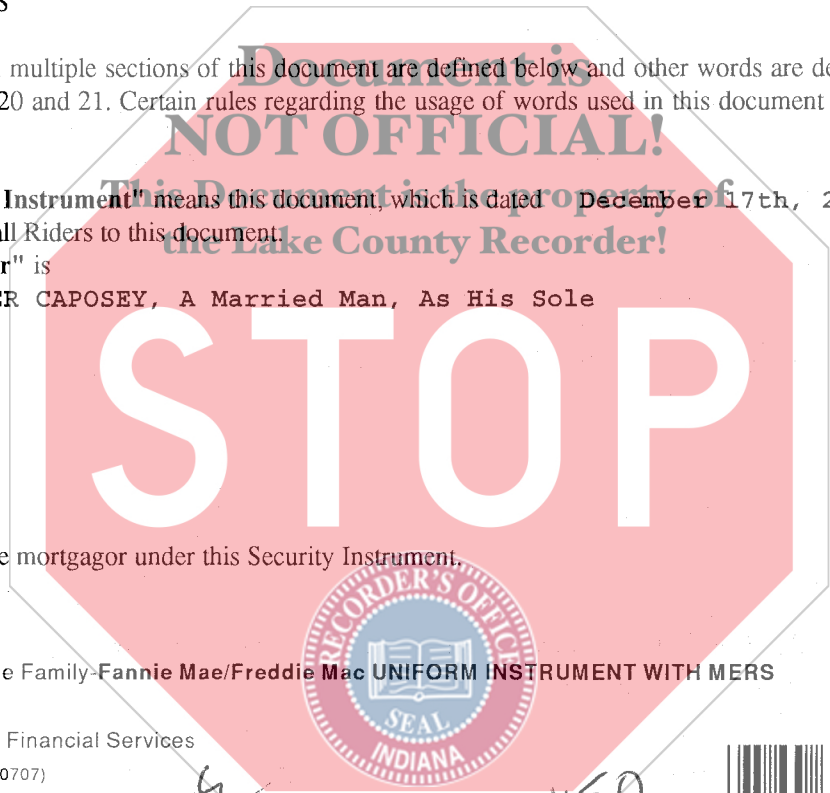 S
Document is
multiple sections of this document are defined below and other words are de
20 and 21. Certain rules regarding the usage of words used in this document
NOT OFFICIAL!
This Document is the property of
Instrument" means this document, which is dated December 17th, 2
ll Riders to this document.
the Lake County Recorder!
r" is
ER CAPOSEY, A Married Man, As His Sole
STOP
e mortgagor under this Security Instrument.
RECORDER'S OFFICE
e Family-Fannie Mae/Freddie Mac UNIFORM INSTRUMENT WITH MERS
SEAL
INDIANA
Financial Services
0707)